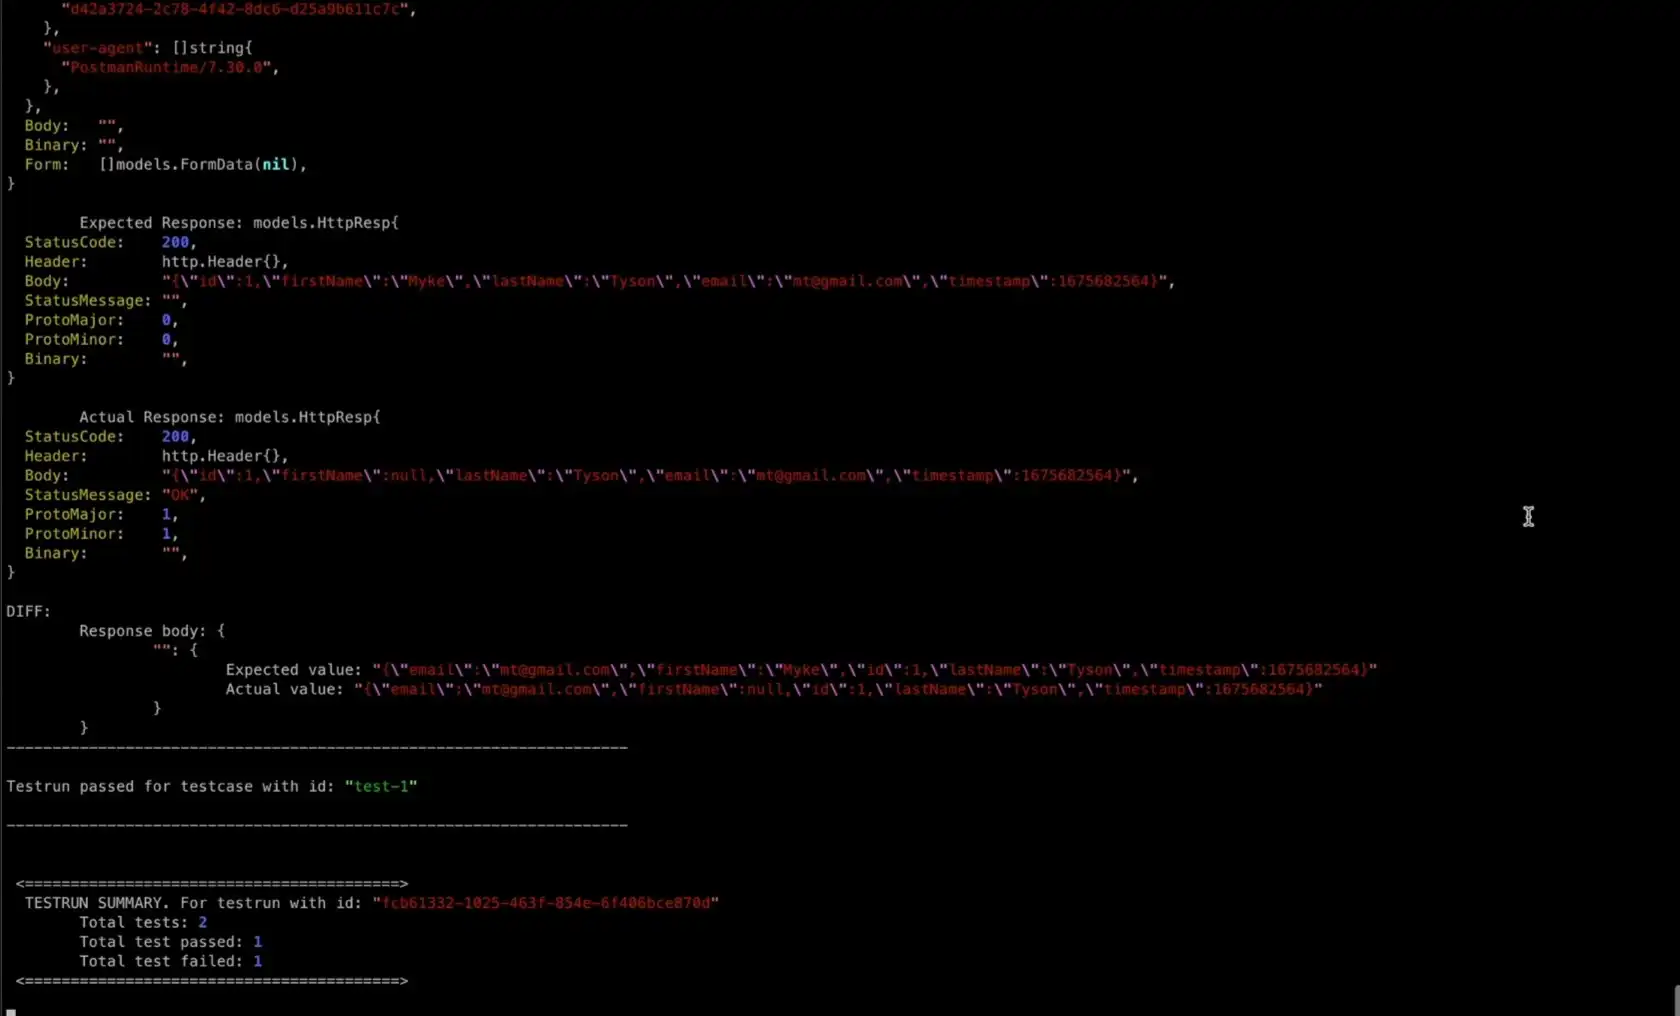 "d42a3724-2c78-4f42-8dc6-d25a9b611c7c",
},
"user-agent": []string{
"PostmanRuntime/7.30.0",
},
},
Body: "",
Binary: "",
Form: []models.FormData(nil),
}
Expected Response: models.HttpResp{
StatusCode: 200,
Header: http.Header{},
Body: "{\"id\":1,\"firstName\":\"Myke\",\"lastName\":\"Tyson\",\"email\":\"mt@gmail.com\",\"timestamp\":1675682564}",
StatusMessage: "",
ProtoMajor: 0,
ProtoMinor: 0,
Binary: "",
}
Actual Response: models.HttpResp{
StatusCode: 200,
Header: http.Header{},
Body: "{\"id\":1,\"firstName\":null,\"lastName\":\"Tyson\",\"email\":\"mt@gmail.com\",\"timestamp\":1675682564}",
StatusMessage: "OK",
ProtoMajor: 1,
ProtoMinor: 1,
Binary: "",
}
DIFF:
Response body: {
"": {
Expected value: "{\"email\":\"mt@gmail.com\",\"firstName\":\"Myke\",\"id\":1,\"lastName\":\"Tyson\",\"timestamp\":1675682564}"
Actual value: "{\"email\":\"mt@gmail.com\",\"firstName\":null,\"id\":1,\"lastName\":\"Tyson\",\"timestamp\":1675682564}"
}
}
--------------------------------------------------------------------
Testrun passed for testcase with id: "test-1"
--------------------------------------------------------------------
<=========================================>
TESTRUN SUMMARY. For testrun with id: "fcb61332-1025-463f-854e-6f406bce870d"
Total tests: 2
Total test passed: 1
Total test failed: 1
<=========================================>